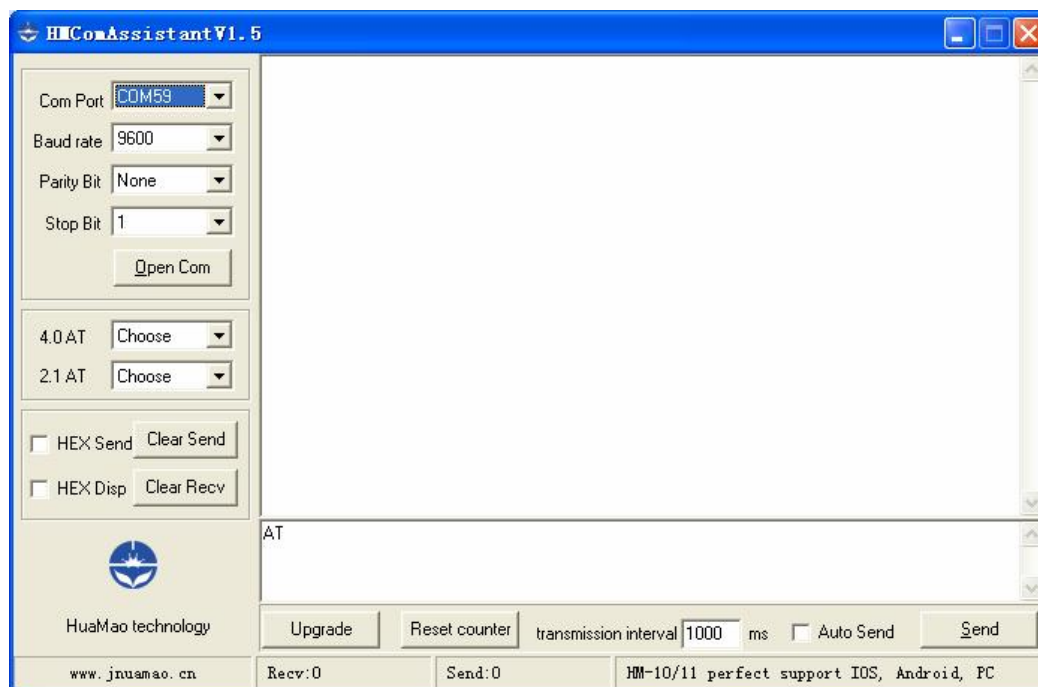 HMComAssistantV1.5
Com Port COM59
Baud rate 9600
Parity Bit None
Stop Bit 1
Open Com
4.0 AT Choose
2.1 AT Choose
HEX Send Clear Send
HEX Disp Clear Recv
AT
HuaMao technology
Upgrade Reset counter transmission interval 1000 ms Auto Send Send
www.jnuamao.cn Recv:0 Send:0 HM-10/11 perfect support IOS, Android, PC